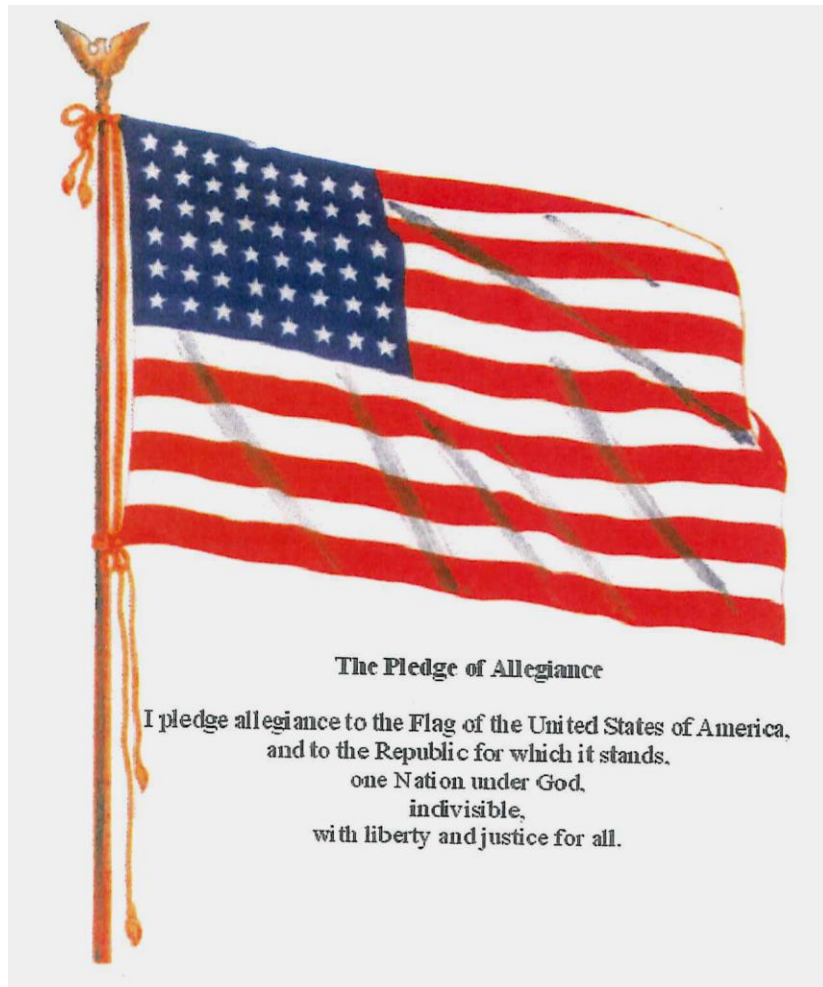 The Pledge of Allegiance
I pledge allegiance to the Flag of the United States of America,
and to the Republic for which it stands,
one Nation under God,
indivisible,
with liberty and justice for all.